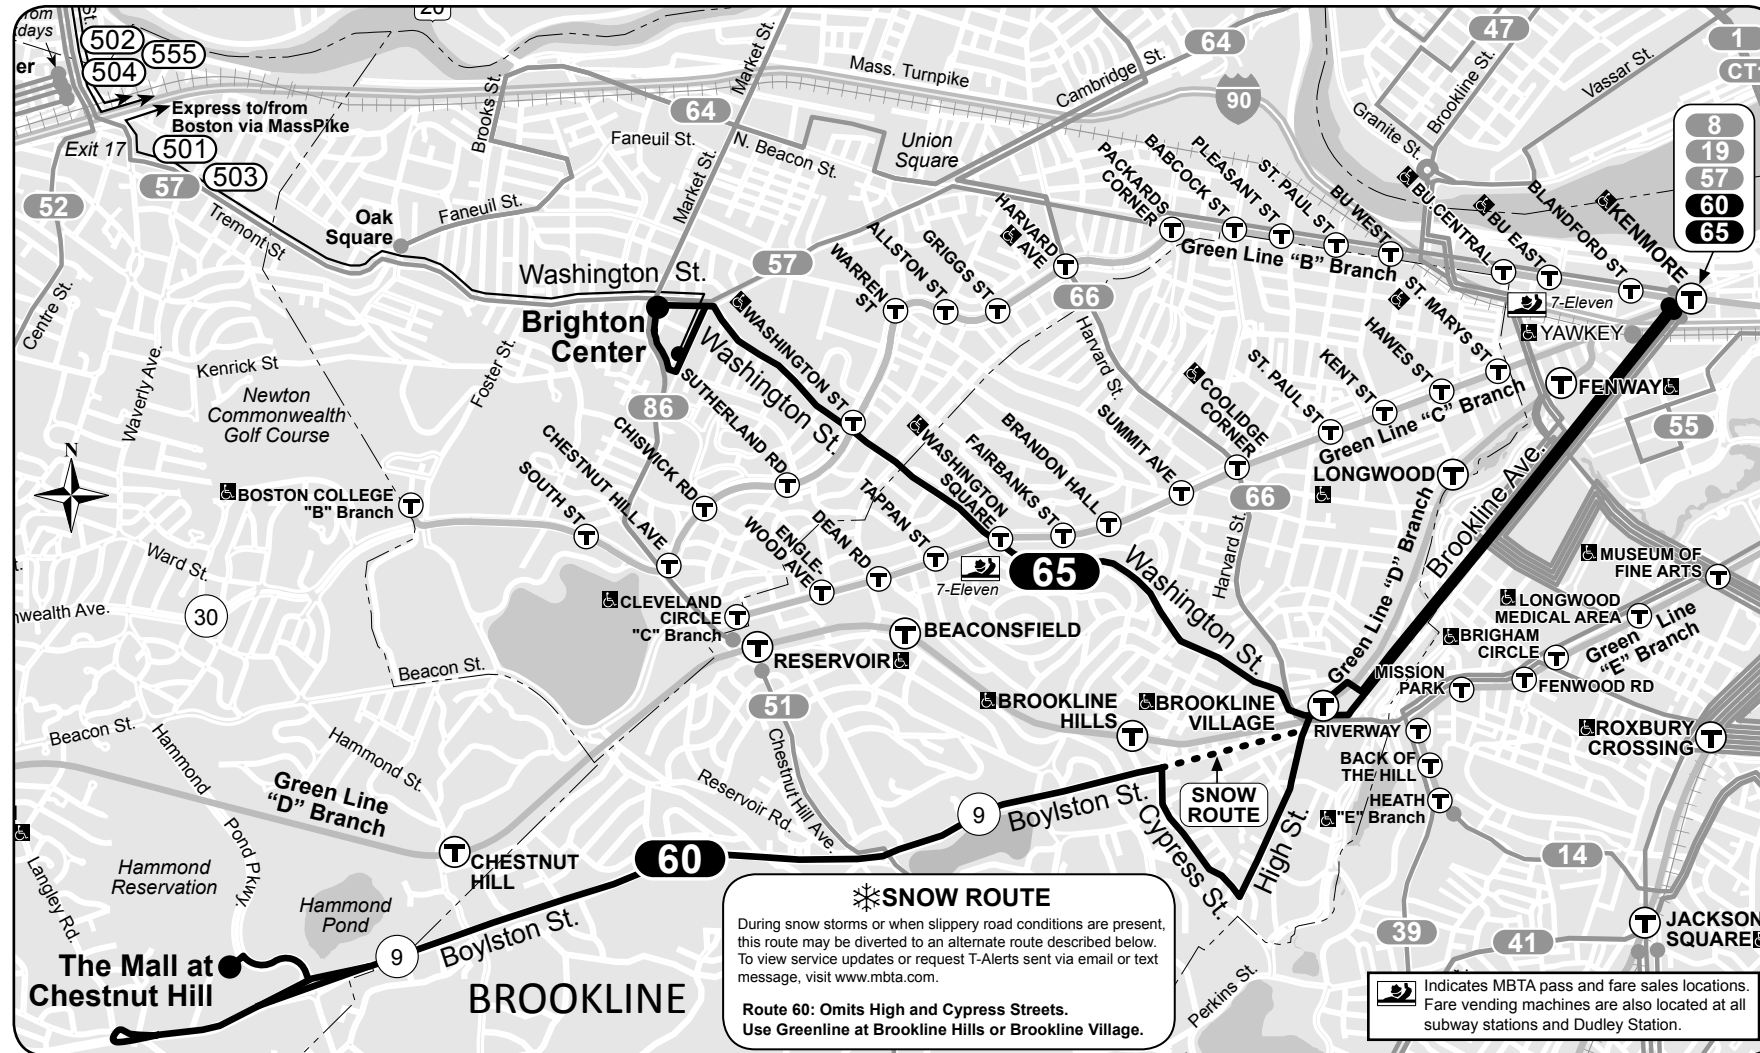 from
days
er
502
555
504
Express to/from
Boston via MassPike
Exit 17
501
503
57
52
20
Brooks St.
Market St.
64
Faneuil St.
N. Beacon St.
Mass. Turnpike
Cambridge St.
64
Union
Square
90
47
Brookline St.
Granite St.
Vassar St.
1
CT1
8
19
57
60
65
Tremont St
Oak
Square
Faneuil St.
Market St.
Centre St.
Washington St.
57
Brighton
Center
Kenrick St
Foster St.
Waverly Ave.
Newton
Commonwealth
Golf Course
86
N
PACKARDS
CORNER
BABCOCK ST
PLEASANT ST
ST. PAUL ST
BU WEST
BU CENTRAL
BU EAST
BLANDFORD ST
KENMORE
HARVARD
AVE
GRIGGS ST
ALLSTON ST
WARREN
ST
Green Line "B" Branch
66
Harvard St.
7-Eleven
YAWKEY
ST. MARYS ST
HAWES ST
KENT ST
ST. PAUL ST
COOLIDGE
CORNER
Green Line “C” Branch
FENWAY
55
WASHINGTON ST
Washington St.
SUTHERLAND RD
CHISWICK RD
CHESTNUT HILL AVE
SOUTH ST
BOSTON COLLEGE
"B" Branch
WASHINGTON
SQUARE
FAIRBANKS ST
BRANDON HALL
SUMMIT AVE
TAPPAN ST
DEAN RD
ENGLE-
WOOD AVE
7-Eleven
65
66
Harvard St.
LONGWOOD
Green Line “D” Branch
Brookline Ave.
MUSEUM OF
FINE ARTS
LONGWOOD
MEDICAL AREA
Green Line
“E” Branch
BRIGHAM
CIRCLE
FENWOOD RD
MISSION
PARK
Washington St.
Ward St.
t.
nwealth Ave.
30
CLEVELAND
CIRCLE
"C" Branch
BEACONSFIELD
RESERVOIR
Beacon St.
Beacon St.
51
BROOKLINE
HILLS
BROOKLINE
VILLAGE
RIVERWAY
BACK OF
THE HILL
HEATH
"E" Branch
ROXBURY
CROSSING
Hammond
Pond Pkwy.
Hammond St.
Green Line
“D” Branch
Reservoir Rd.
Chestnut Hill Ave.
SNOW
ROUTE
9
Boylston St.
Cypress St.
High St.
14
CHESTNUT
HILL
60
Langley Rd.
Hammond
Reservation
Hammond
Pond
The Mall at
Chestnut Hill
9
Boylston St.
BROOKLINE
39
41
JACKSON
SQUARE
Perkins St.
SNOW ROUTE
During snow storms or when slippery road conditions are present,
this route may be diverted to an alternate route described below.
To view service updates or request T-Alerts sent via email or text
message, visit www.mbta.com.
Route 60: Omits High and Cypress Streets.
Use Greenline at Brookline Hills or Brookline Village.
Indicates MBTA pass and fare sales locations.
Fare vending machines are also located at all
subway stations and Dudley Station.